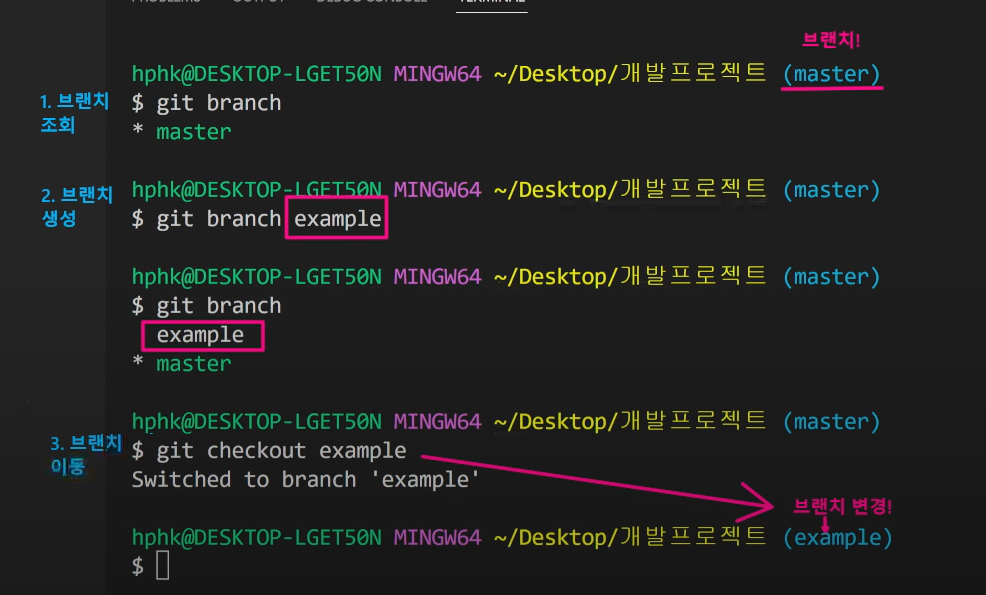 PROBLEMS OUTPUT DEBUG CONSOLE TERMINAL
브랜치!
hphk@DESKTOP-LGET50N MINGW64 ~/Desktop/개발프로젝트 (master)
1. 브랜치
조회
$ git branch
* master
hphk@DESKTOP-LGET50N MINGW64 ~/Desktop/개발프로젝트 (master)
2. 브랜치
생성
$ git branch example
hphk@DESKTOP-LGET50N MINGW64 ~/Desktop/개발프로젝트 (master)
$ git branch
example
* master
hphk@DESKTOP-LGET50N MINGW64 ~/Desktop/개발프로젝트 (master)
3. 브랜치
이동
$ git checkout example
Switched to branch 'example'
브랜치 변경!
hphk@DESKTOP-LGET50N MINGW64 ~/Desktop/개발프로젝트 (example)
$